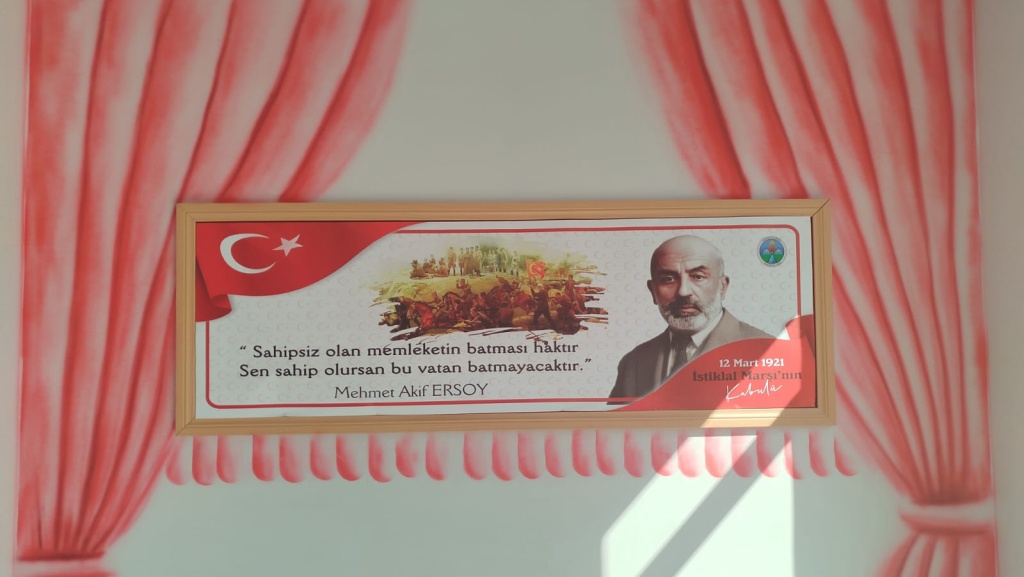 “ Sahipsiz olan memleketin batması haktır
Sen sahip olursan bu vatan batmayacaktır.”
Mehmet Akif ERSOY
12 Mart 1921
İstiklal Marşı'nın
Kabulü